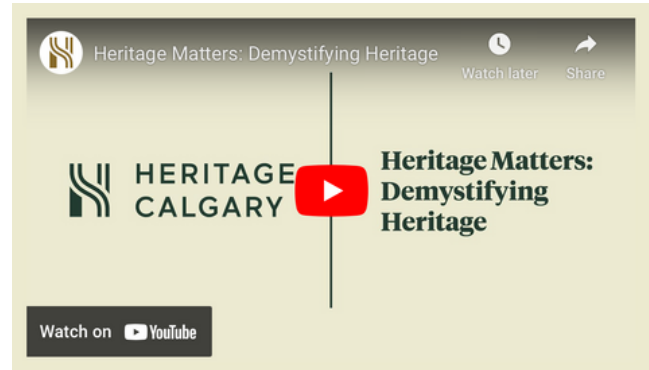 Heritage Matters: Demystifying Heritage
Watch later
Share
HERITAGE
CALGARY
Heritage Matters:
Demystifying
Heritage
Watch on YouTube